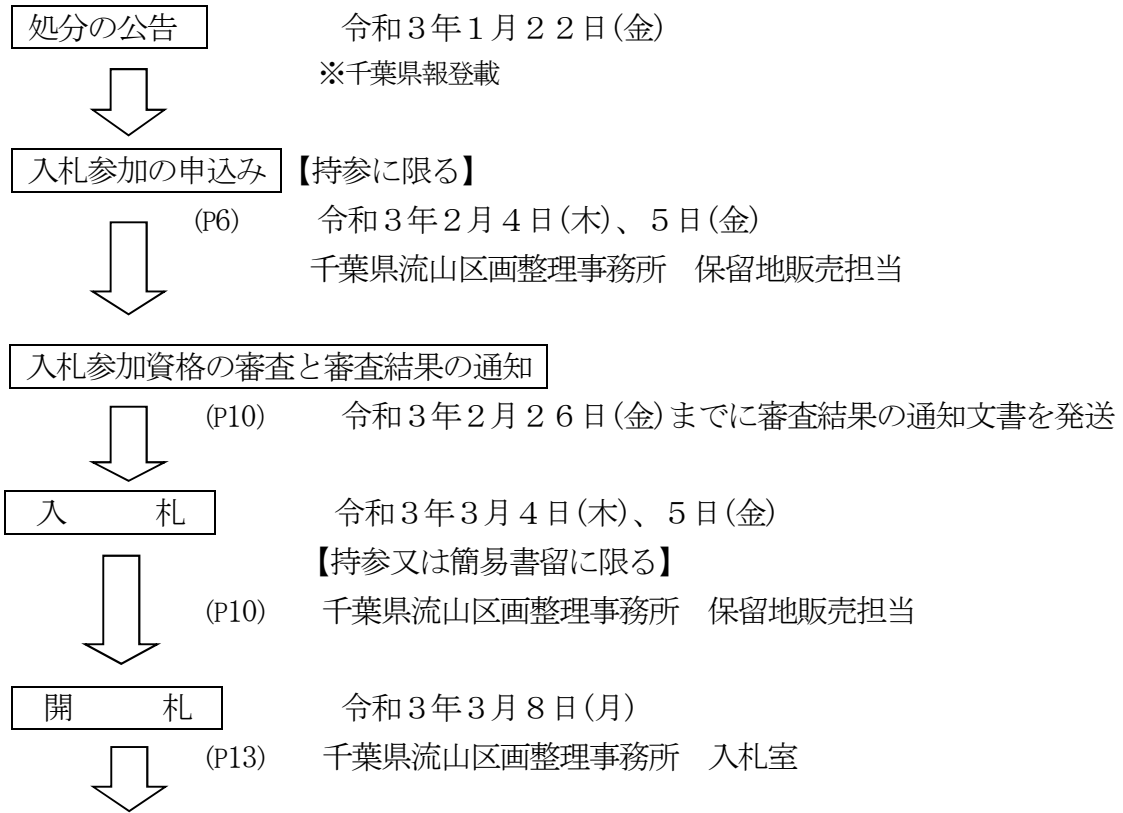 処分の公告　令和３年１月２２日(金)
※千葉県報登載
入札参加の申込み【持参に限る】
(P6)　令和３年２月４日(木)、５日(金)
千葉県流山区画整理事務所　保留地販売担当
入札参加資格の審査と審査結果の通知
(P10)　令和３年２月２６日(金)までに審査結果の通知文書を発送
入　札　令和３年３月４日(木)、５日(金)
【持参又は簡易書留に限る】
(P10)　千葉県流山区画整理事務所　保留地販売担当
開　札　令和３年３月８日(月)
(P13)　千葉県流山区画整理事務所　入札室